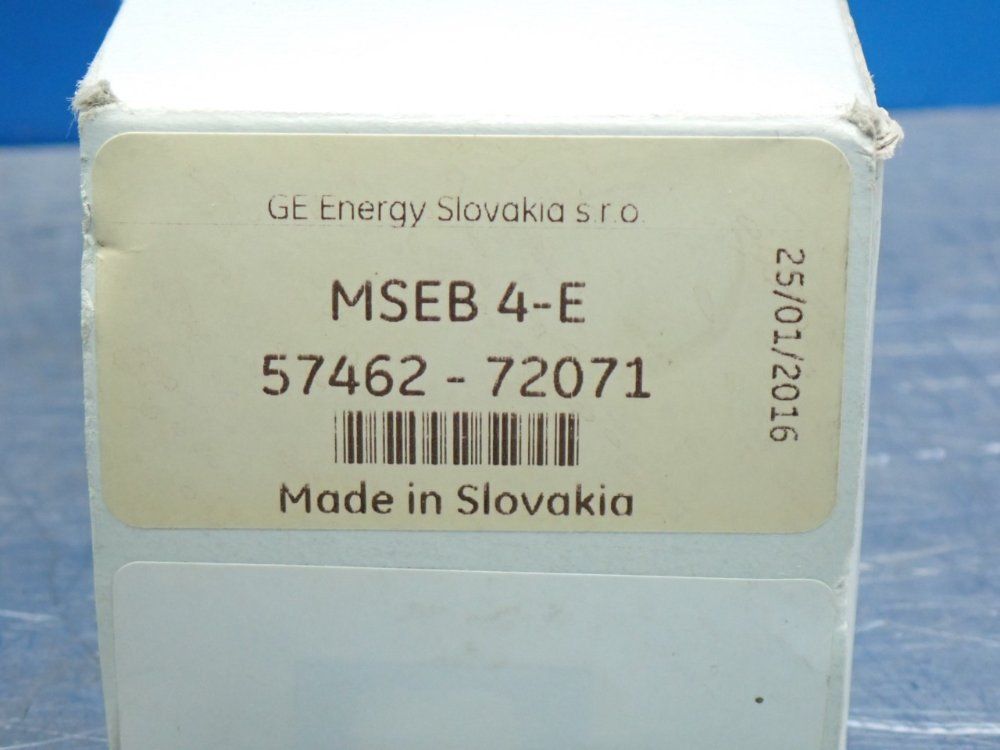 GE Energy Slovakia s.r.o.
MSEB 4-E
57462 - 72071
Made in Slovakia
25/01/2016